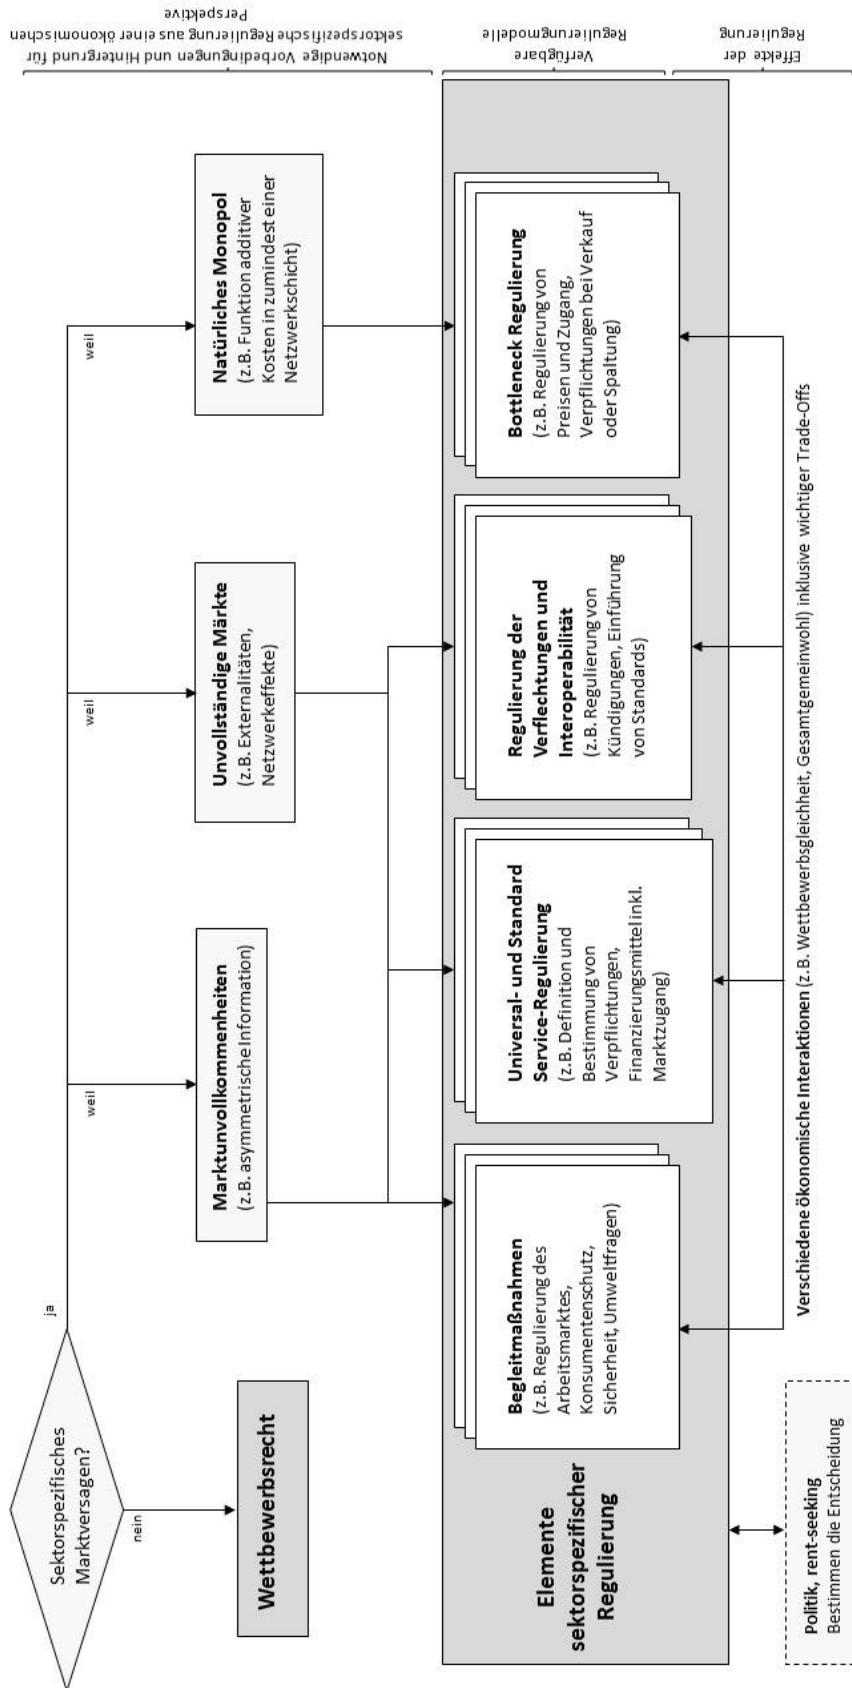 Sektorspezifisches
Marktversagen?
ja
nein
Wettbewerbsrecht
weil
weil
weil
Marktunvollkommenheiten
(z.B. asymmetrische Information)
Unvollständige Märkte
(z.B. Externalitäten,
Netzwerkeffekte)
Natürliches Monopol
(z.B. Funktion additiver
Kosten in zumindest einer
Netzwerkschicht)
Notwendige Vorbedingungen und Hintergrund für
sektorspezifische Regulierung aus einer ökonomischen
Perspektive
Elemente
sektorspezifischer
Regulierung
Begleitmaßnahmen
(z.B. Regulierung des
Arbeitsmarktes,
Konsumentenschutz,
Sicherheit, Umweltfragen)
Universal- und Standard
Service-Regulierung
(z.B. Definition und
Bestimmung von
Verpflichtungen,
Finanzierungsmittel inkl.
Marktzugang)
Regulierung der
Verflechtungen und
Interoperabilität
(z.B. Regulierung von
Kündigungen, Einführung
von Standards)
Bottleneck Regulierung
(z.B. Regulierung von
Preisen und Zugang,
Verpflichtungen bei Verkauf
oder Spaltung)
Verfügbare
Regulierungmodelle
Politik, rent-seeking
Bestimmen die Entscheidung
Verschiedene ökonomische Interaktionen (z.B. Wettbewerbsgleichheit, Gesamtgemeinwohl) inklusive wichtiger Trade-Offs
Effekte der
Regulierung